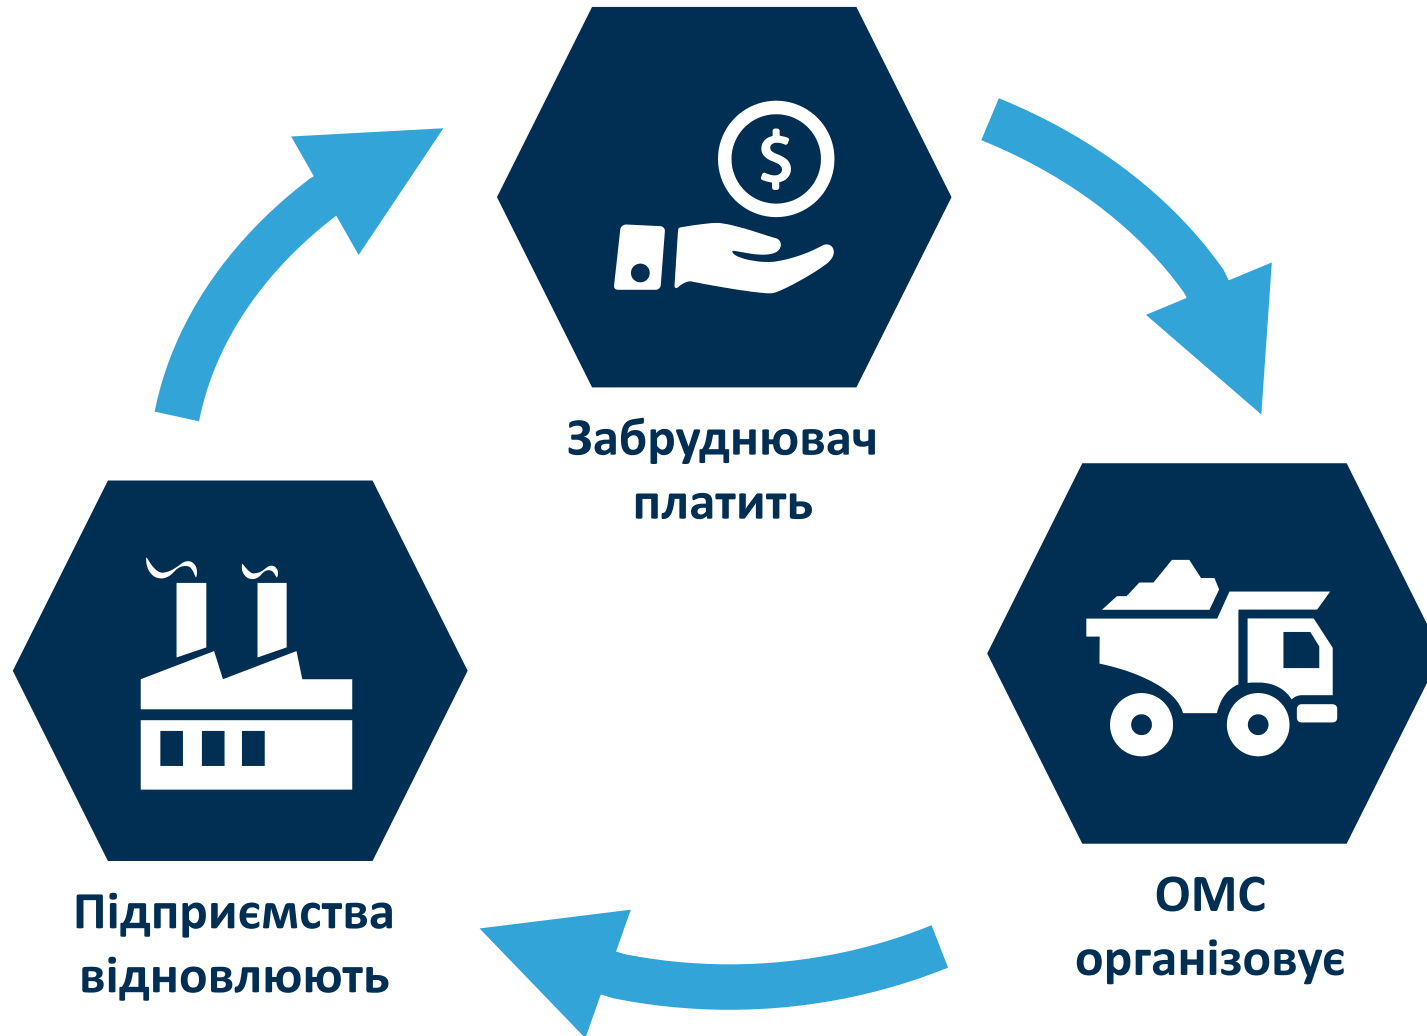 $
Забруднювач
платить
ОМС
організовує
Підприємства
відновлюють